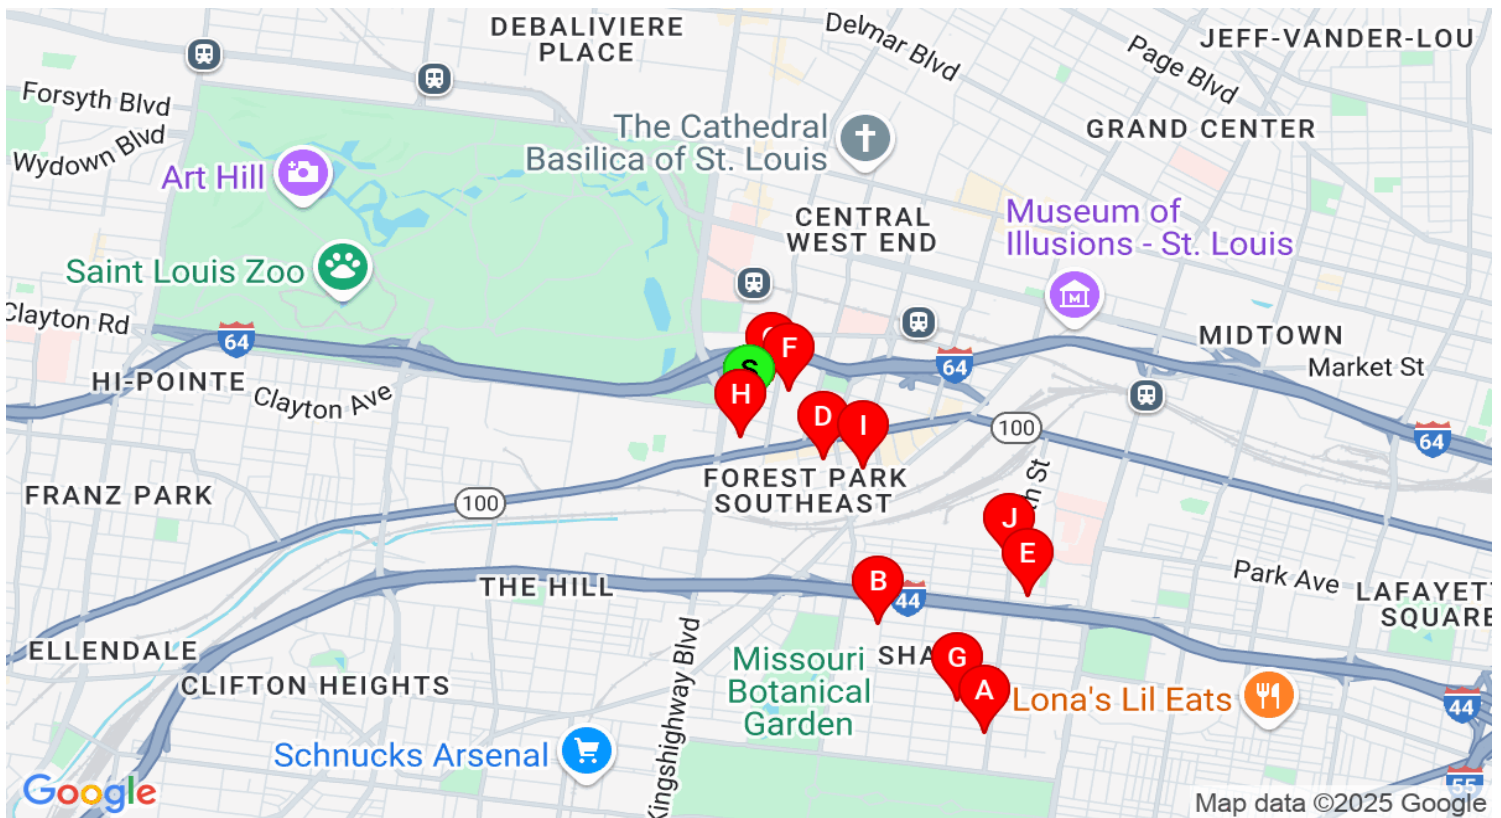 DEBALIVIERE
PLACE
Delmar Blvd
Page Blvd
JEFF-VANDER-LOU
Forsyth Blvd
Wydown Blvd
The Cathedral
Basilica of St. Louis
GRAND CENTER
Art Hill
CENTRAL
WEST END
Museum of
Illusions - St. Louis
Saint Louis Zoo
M
Clayton Rd
64
F
S
64
MIDTOWN
Market St
HI-POINTE
Clayton Ave
H
D
I
100
64
FRANZ PARK
100
FOREST PARK
SOUTHEAST
J
E
B
44
THE HILL
Park Ave
LAFAYETT
SQUARE
ELLENDALE
Kingshighway Blvd
Missouri
Botanical
Garden
SHA
G
A
CLIFTON HEIGHTS
Lona's Lil Eats
44
Schnucks Arsenal
55
Google
Map data ©2025 Google